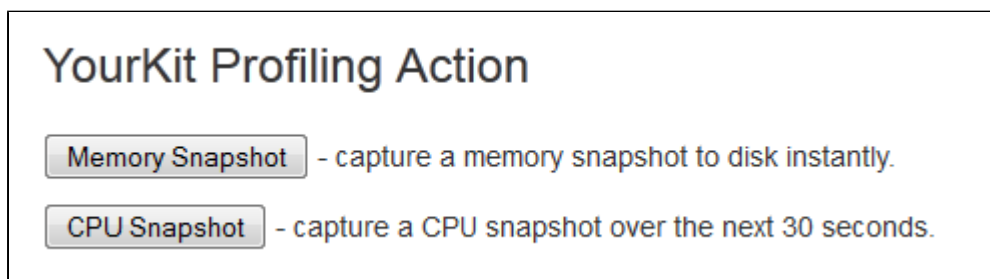 YourKit Profiling Action
Memory Snapshot - capture a memory snapshot to disk instantly.
CPU Snapshot - capture a CPU snapshot over the next 30 seconds.